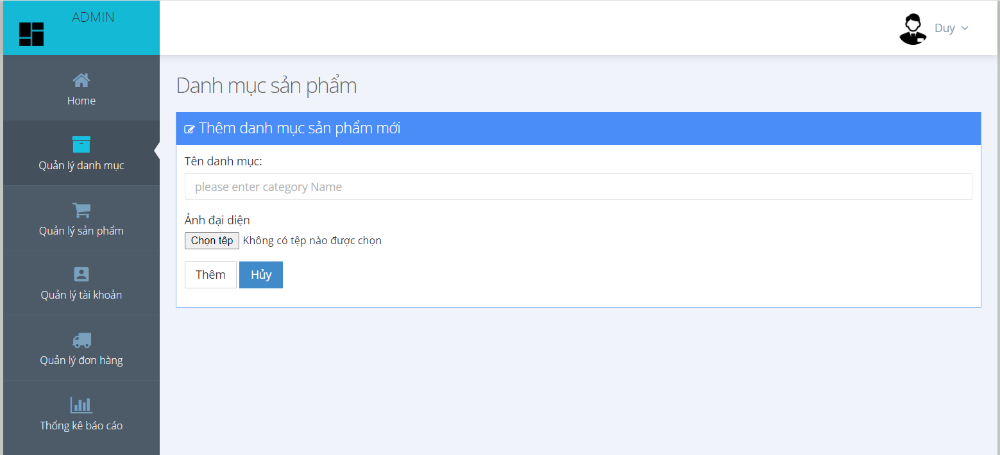 ADMIN
Duy
Home
Quản lý danh mục
Quản lý sản phẩm
Quản lý tài khoản
Quản lý đơn hàng
Thống kê báo cáo
Danh mục sản phẩm
Thêm danh mục sản phẩm mới
Tên danh mục:
please enter category Name
Ảnh đại diện
Chọn tệp Không có tệp nào được chọn
Thêm Hủy